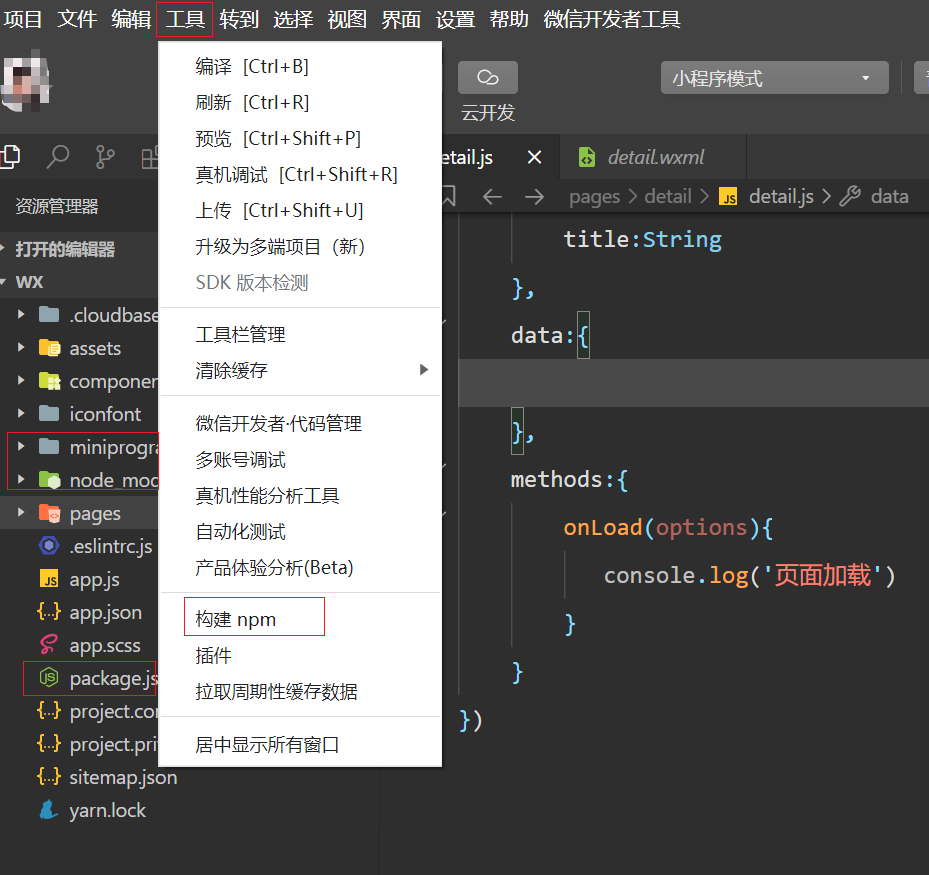 项目 文件 编辑 工具 转到 选择 视图 界面 设置 帮助 微信开发者工具
云开发
小程序模式
编译 [Ctrl+B]
刷新 [Ctrl+R]
预览 [Ctrl+Shift+P]
真机调试 [Ctrl+Shift+R]
上传 [Ctrl+Shift+U]
升级为多端项目（新）
SDK 版本检测
工具栏管理
清除缓存
微信开发者·代码管理
多账号调试
真机性能分析工具
自动化测试
产品体验分析(Beta)
构建 npm
插件
拉取周期性缓存数据
居中显示所有窗口
资源管理器
打开的编辑器
WX
.cloudbase
assets
componen
iconfont
miniprogra
node_mod
pages
.eslintrc.js
app.js
app.json
app.scss
package.js
project.con
project.pri
sitemap.json
yarn.lock
etail.js
detail.wxml
pages > detail > JS detail.js > data
title:String
},
data:{
},
methods:{
onLoad(options){
console.log('页面加载')
}
}
})